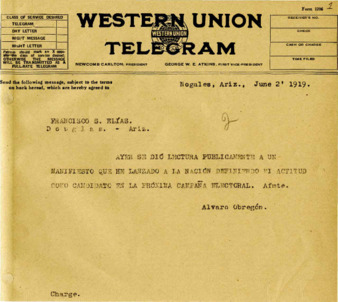 Form 1206
2
CLASS OF SERVICE DESIRED
TELEGRAM
DAY LETTER
NIGHT MESSAGE
NIGHT LETTER
WESTERN UNION
WESTERN UNION
TELEGRAM
NEWCOMB CARLTON, PRESIDENT
GEORGE W. E. ATKINS, FIRST VICE-PRESIDENT
RECEIVER'S NO.
CHECK
TIME FILED
Send the following message, subject to the terms
on back hereof, which are hereby agreed to
Nogales, Ariz., June 2' 1919.
FRANCISCO S. ELÍAS.
Douglas. - Ariz.
AYER SE DIÓ LECTURA PUBLICAMENTE A UN
MANIFIESTO QUE HE LANZADO A LA NACIÓN DEFINIENDO MI ACTITUD
COMO CANDIDATO EN LA PRÓXIMA CAMPAÑA ELECTORAL. Afmte.
Alvaro Obregón.
Charge.